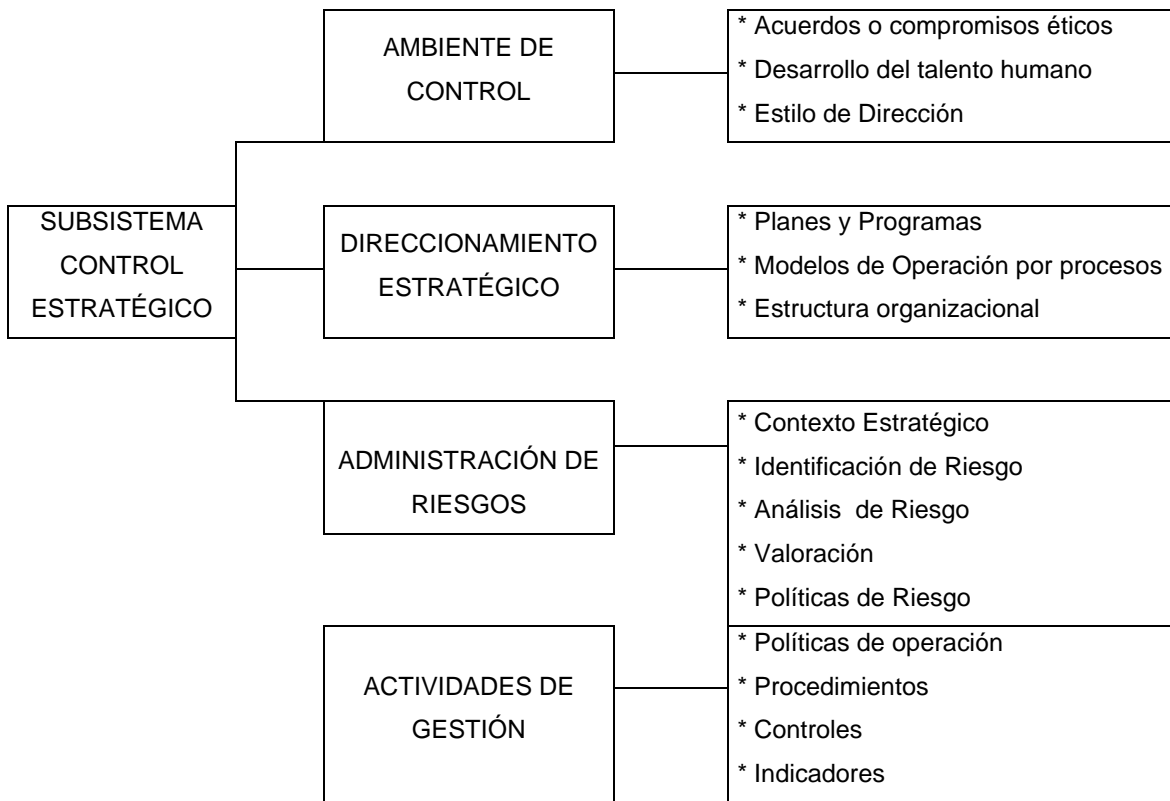 AMBIENTE DE
CONTROL
* Acuerdos o compromisos éticos
* Desarrollo del talento humano
* Estilo de Dirección
SUBSISTEMA
CONTROL
ESTRATÉGICO
DIRECCIONAMIENTO
ESTRATÉGICO
* Planes y Programas
* Modelos de Operación por procesos
* Estructura organizacional
ADMINISTRACIÓN DE
RIESGOS
* Contexto Estratégico
* Identificación de Riesgo
* Análisis  de Riesgo
* Valoración
* Políticas de Riesgo
ACTIVIDADES DE
GESTIÓN
* Políticas de operación
* Procedimientos
* Controles
* Indicadores